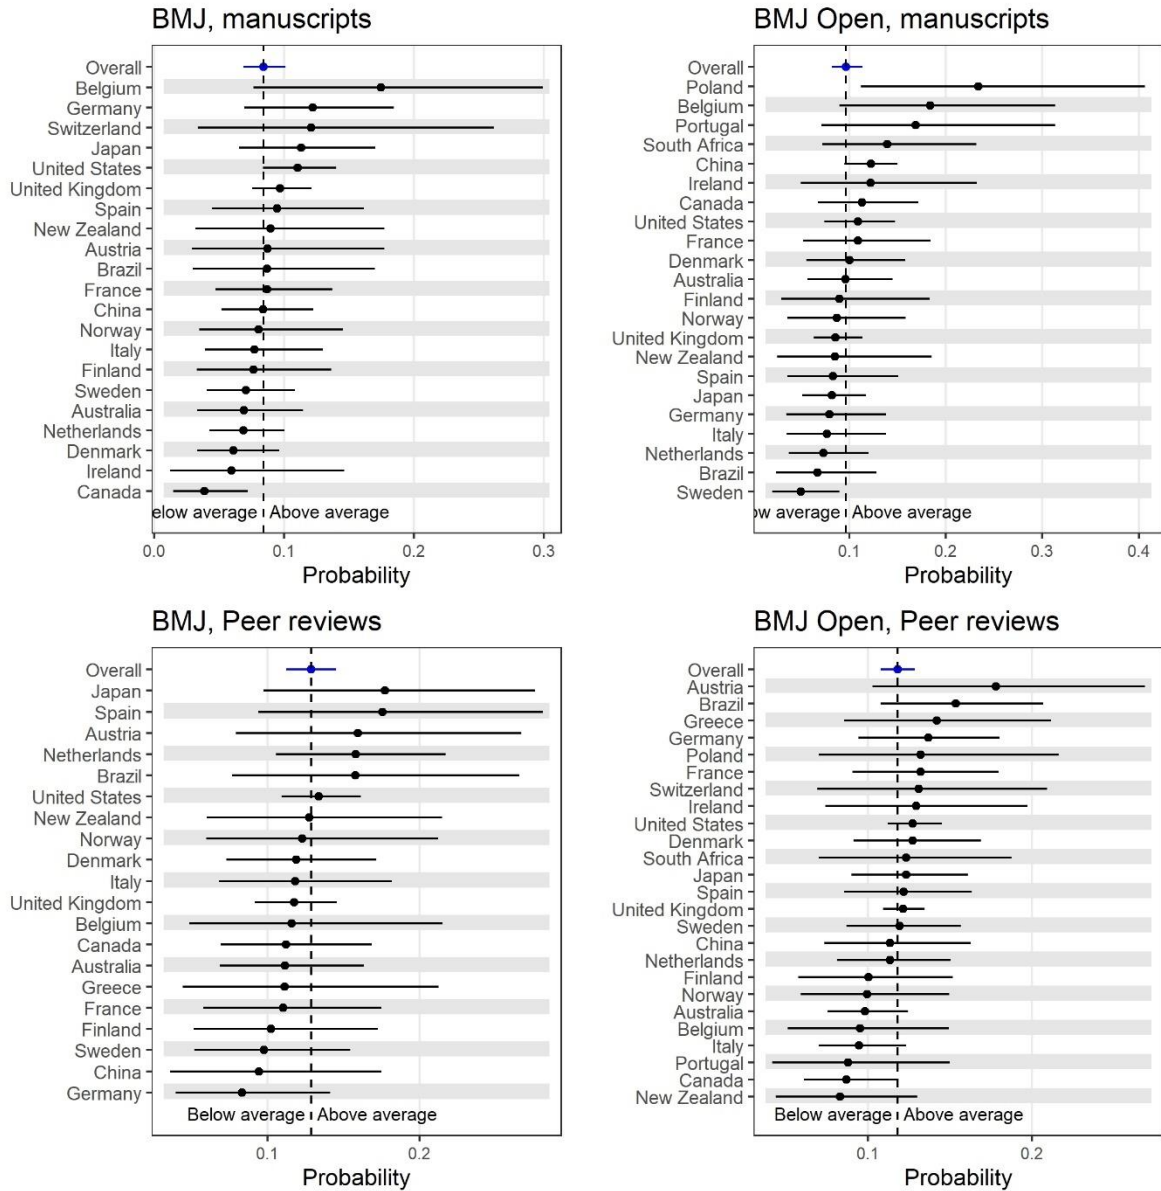 BMJ, manuscripts
Overall
Belgium
Germany
Switzerland
Japan
United States
United Kingdom
Spain
New Zealand
Austria
Brazil
France
China
Norway
Italy
Finland
Sweden
Australia
Netherlands
Denmark
Ireland
Canada
elow average Above average
0.0 0.1 0.2 0.3
Probability
BMJ Open, manuscripts
Overall
Poland
Belgium
Portugal
South Africa
China
Ireland
Canada
United States
France
Denmark
Australia
Finland
Norway
United Kingdom
New Zealand
Spain
Japan
Germany
Italy
Netherlands
Brazil
Sweden
ow average Above average
0.1 0.2 0.3 0.4
Probability
BMJ, Peer reviews
Overall
Japan
Spain
Austria
Netherlands
Brazil
United States
New Zealand
Norway
Denmark
Italy
United Kingdom
Belgium
Canada
Australia
Greece
France
Finland
Sweden
China
Germany
Below average Above average
0.1 0.2
Probability
BMJ Open, Peer reviews
Overall
Austria
Brazil
Greece
Germany
Poland
France
Switzerland
Ireland
United States
Denmark
South Africa
Japan
Spain
United Kingdom
Sweden
China
Netherlands
Finland
Norway
Australia
Belgium
Italy
Portugal
Canada
New Zealand
Below average Above average
0.1 0.2
Probability